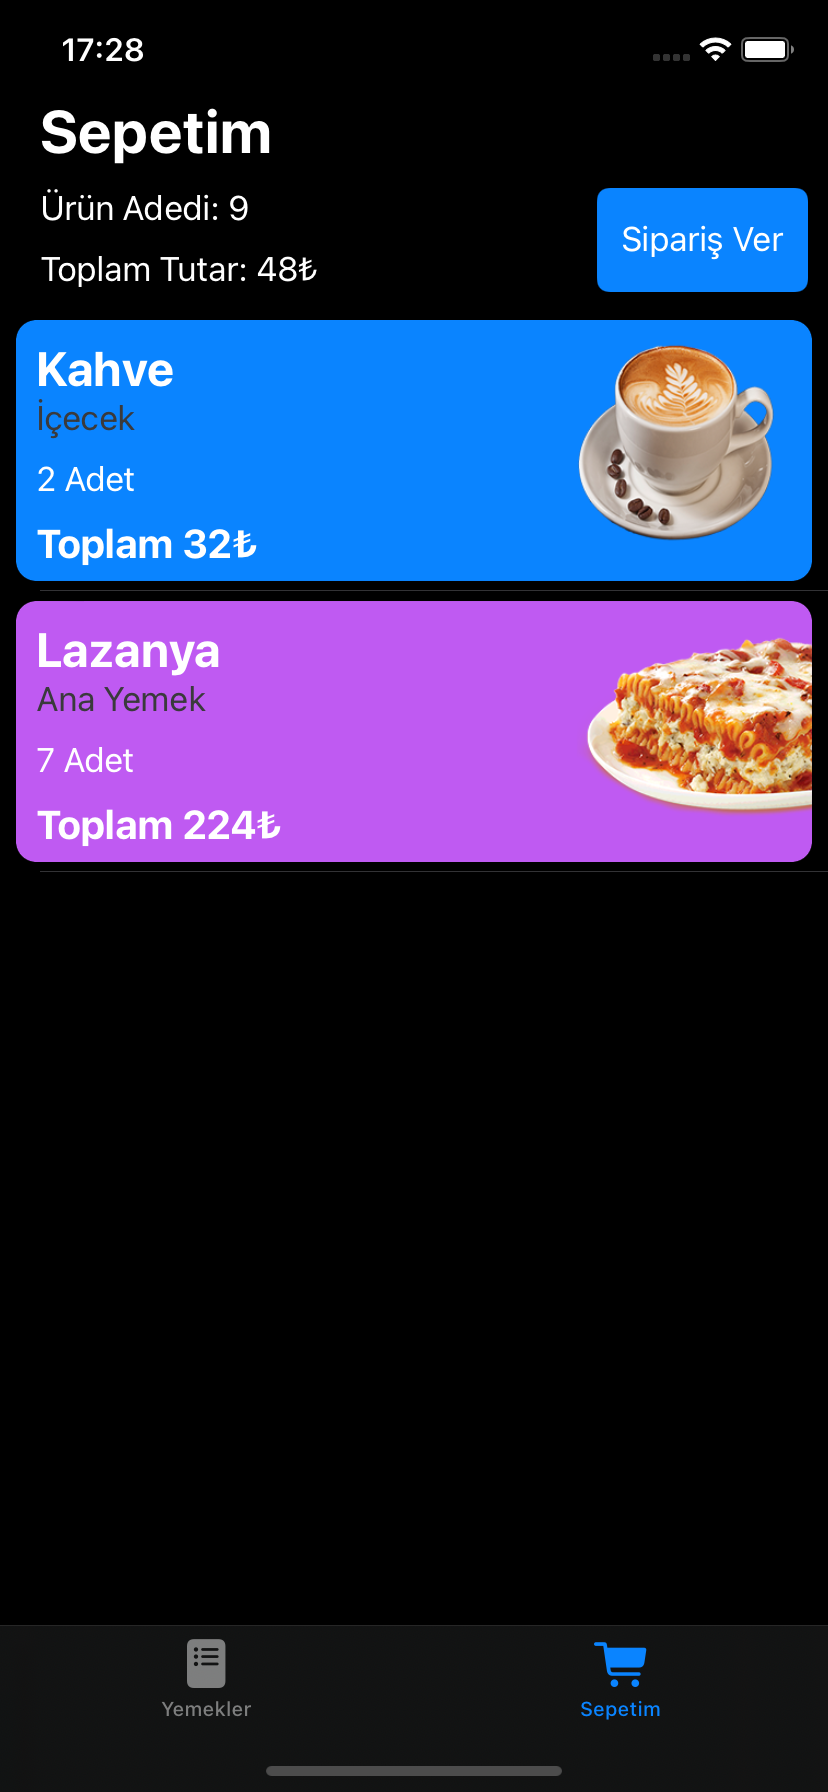 17:28
Sepetim
Ürün Adedi: 9
Toplam Tutar: 48₺
Sipariş Ver
Kahve
İçecek
2 Adet
Toplam 32₺
Lazanya
Ana Yemek
7 Adet
Toplam 224₺
Yemekler
Sepetim